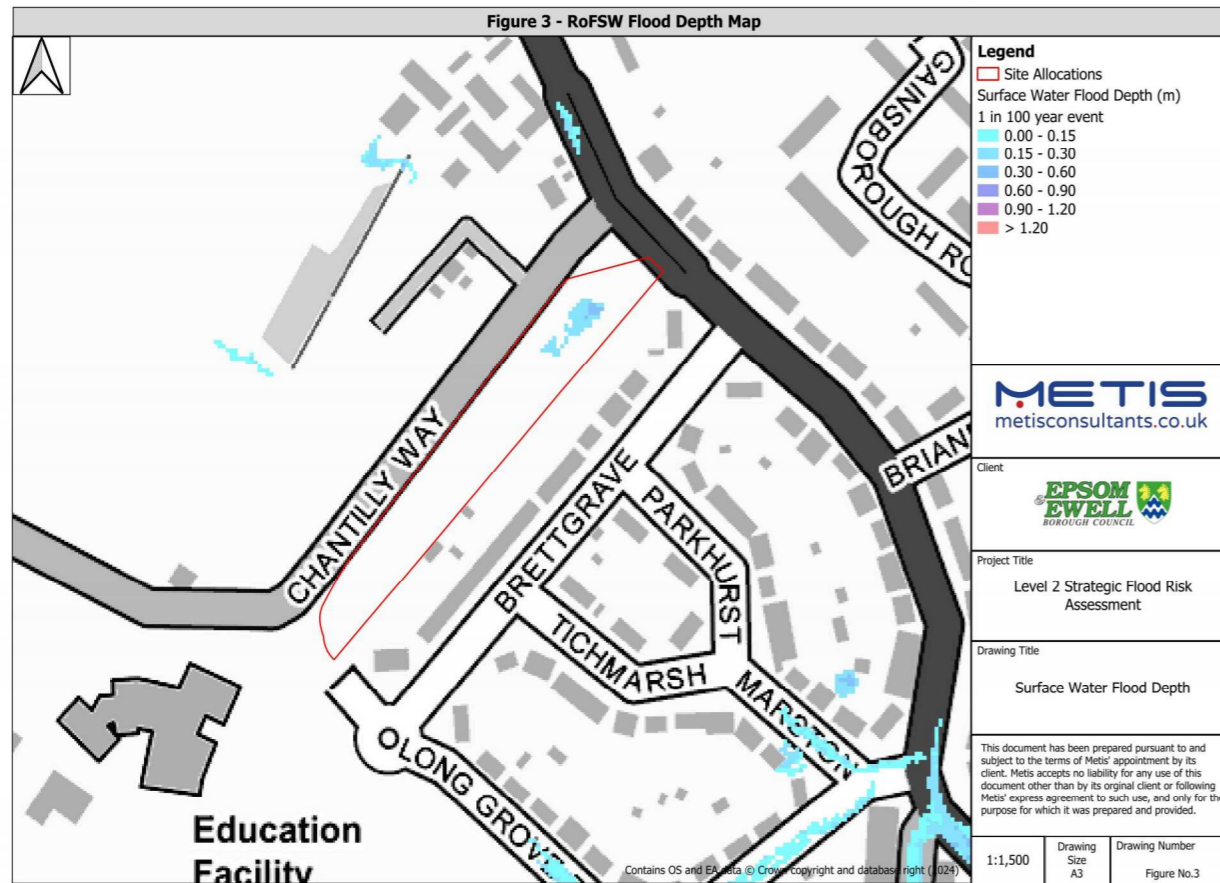 Figure 3 - RoFSW Flood Depth Map
Legend
Site Allocations
Surface Water Flood Depth (m)
1 in 100 year event
0.00 - 0.15
0.15 - 0.30
0.30 - 0.60
0.60 - 0.90
0.90 - 1.20
> 1.20
METIS
metisconsultants.co.uk
Client
EPSOM
& EWELL
BOROUGH COUNCIL
Project Title
Level 2 Strategic Flood Risk
Assessment
Drawing Title
Surface Water Flood Depth
This document has been prepared pursuant to and
subject to the terms of Metis' appointment by its
client. Metis accepts no liability for any use of this
document other than by its orginal client or following
Metis' express agreement to such use, and only for the
purpose for which it was prepared and provided.
1:1,500
Drawing
Size
A3
Drawing Number
Figure No.3
GAINSBOROUGH RO
CHANTILLY WAY
BRETTGRAVE
PARKHURST
TICHMARSH
MARSTON
BRIAN
OLONG GROVE
Education
Facility
Contains OS and EA data © Crown copyright and database right (2024)